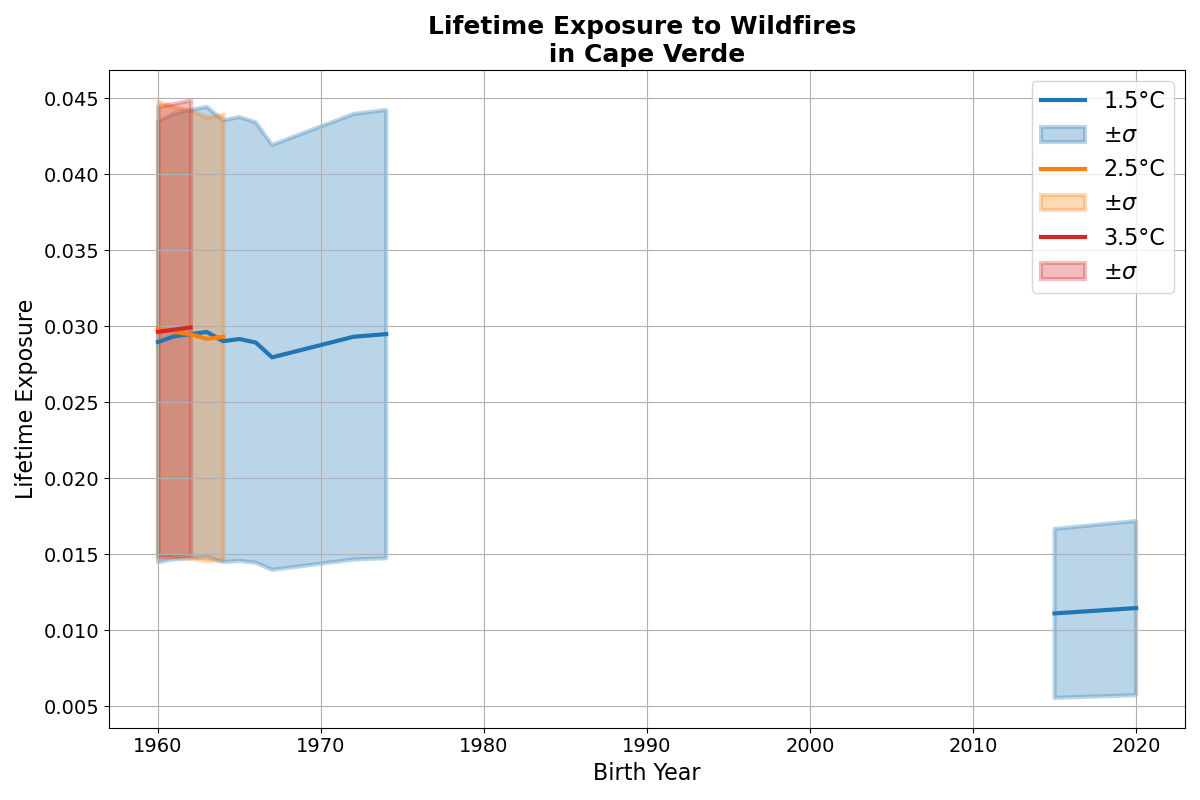 Lifetime Exposure to Wildfires
in Cape Verde
Lifetime Exposure
0.045
0.040
0.035
0.030
0.025
0.020
0.015
0.010
0.005
1960
1970
1980
1990
2000
2010
2020
Birth Year
1.5°C
±σ
2.5°C
±σ
3.5°C
±σ